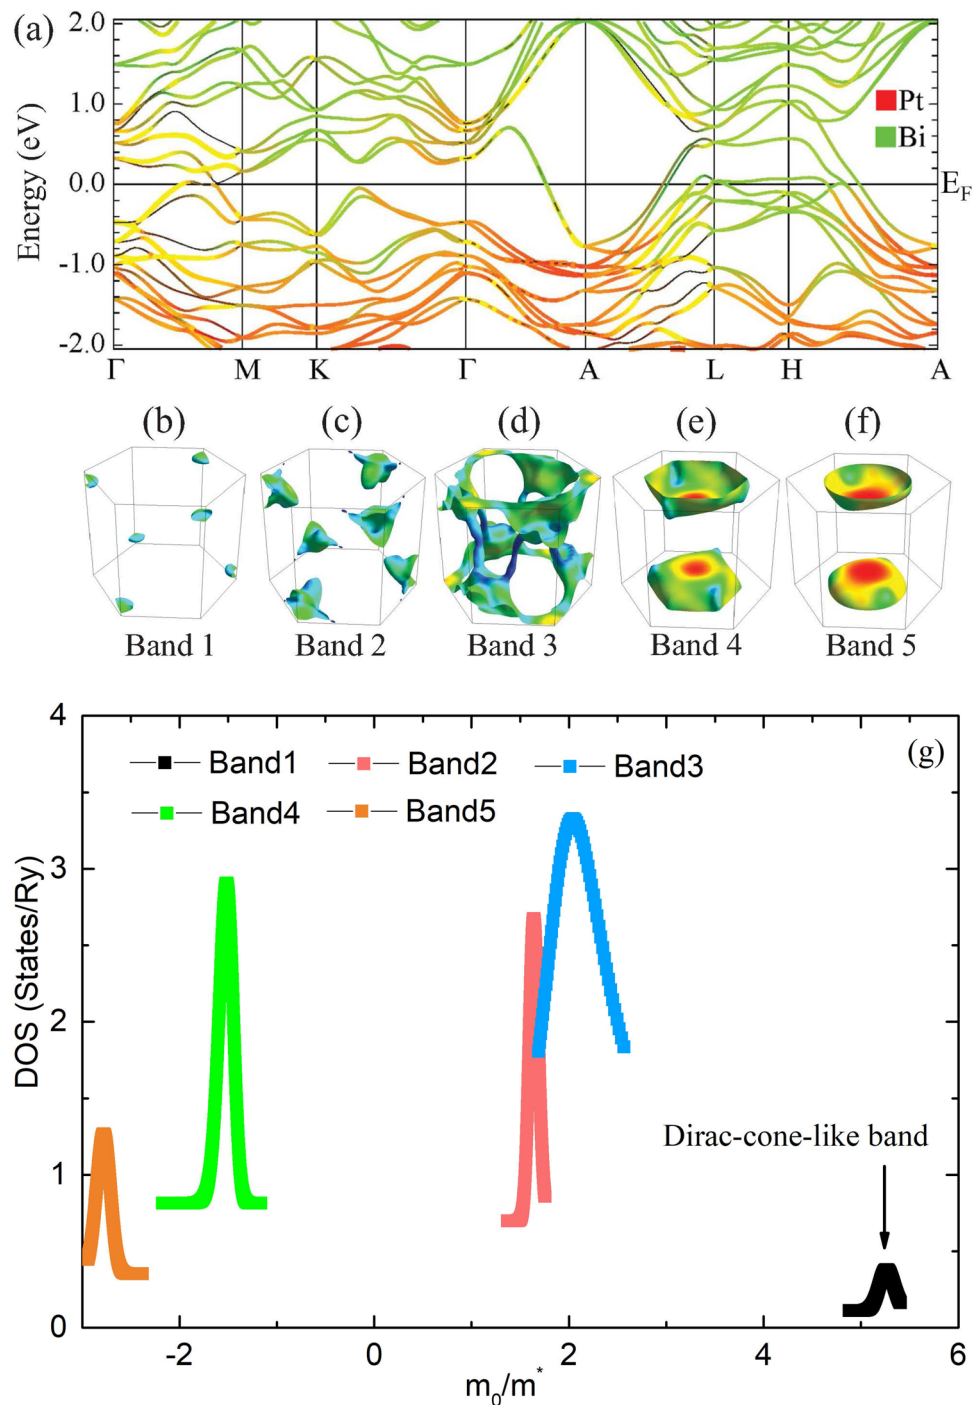 (a)
2.0
1.0
0.0
-1.0
-2.0
Energy (eV)
Pt
Bi
E_F
Γ M K Γ A L H A
(b) (c) (d) (e) (f)
Band 1 Band 2 Band 3 Band 4 Band 5
4
3
2
1
0
DOS (States/Ry)
Band1 Band2 Band3
Band4 Band5
(g)
Dirac-cone-like band
-2 0 2 4 6
m₀/m*